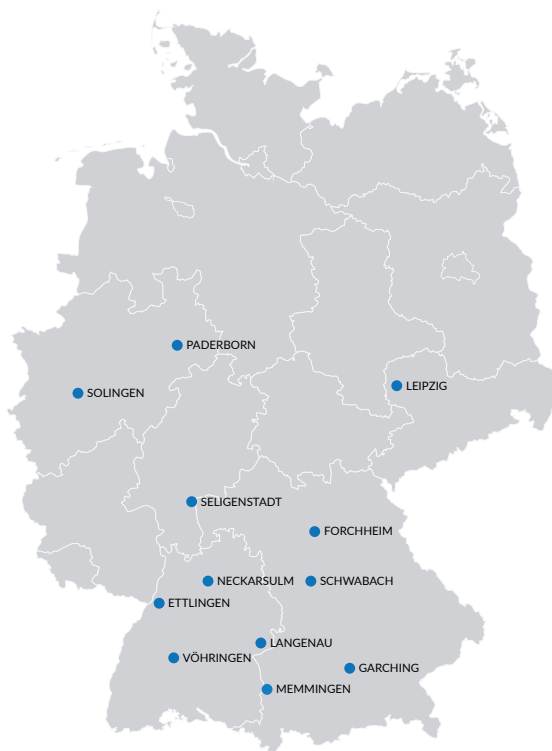 PADERBORN
LEIPZIG
SOLINGEN
SELIGENSTADT
FORCHHEIM
NECKARSULM
SCHWABACH
ETTLINGEN
LANGENAU
VÖHRINGEN
GARCHING
MEMMINGEN